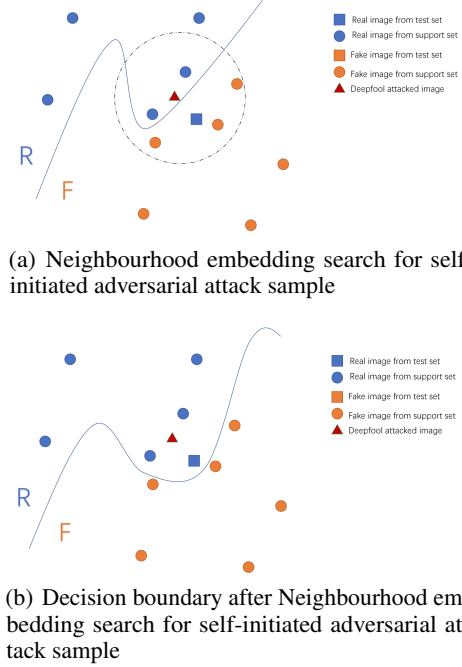 Real image from test set
Real image from support set
Fake image from test set
Fake image from support set
Deepfool attacked image
R
F
(a) Neighbourhood embedding search for self
initiated adversarial attack sample
Real image from test set
Real image from support set
Fake image from test set
Fake image from support set
Deepfool attacked image
R
F
(b) Decision boundary after Neighbourhood em
bedding search for self-initiated adversarial at
tack sample